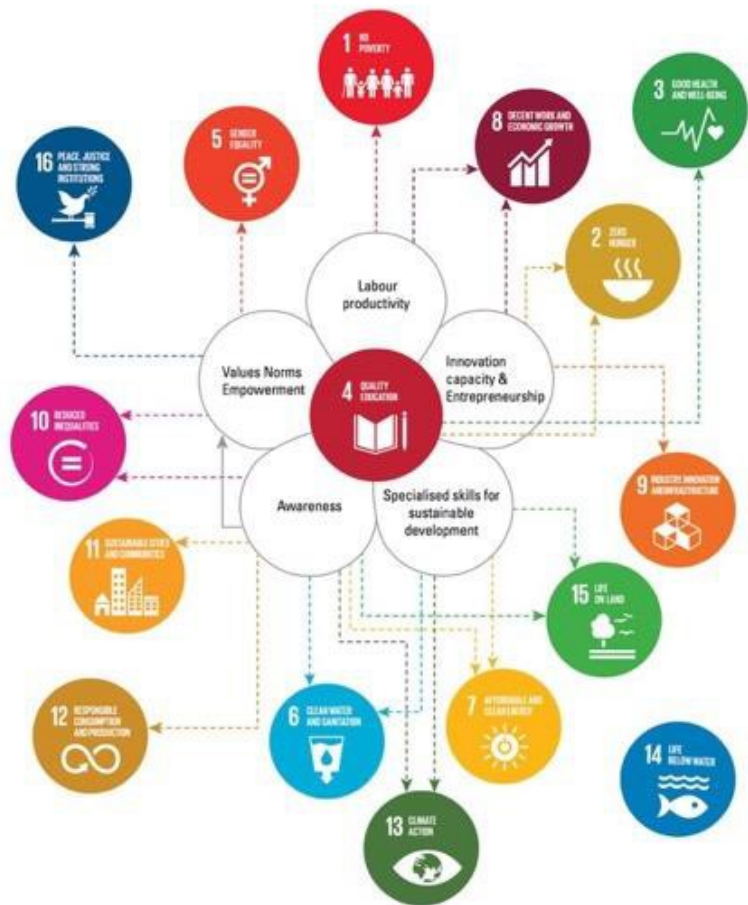 1 NO
POVERTY
3 GOOD HEALTH
AND WELL-BEING
8 DECENT WORK AND
ECONOMIC GROWTH
5 GENDER
EQUALITY
16 PEACE, JUSTICE
AND STRONG
INSTITUTIONS
2 ZERO
HUNGER
Labour
productivity
Values Norms
Empowerment
Innovation
capacity &
Entrepreneurship
4 QUALITY
EDUCATION
10 REDUCED
INEQUALITIES
9 INDUSTRY, INNOVATION
AND INFRASTRUCTURE
Awareness
Specialised skills for
sustainable
development
11 SUSTAINABLE CITIES
AND COMMUNITIES
15 LIFE
ON LAND
12 RESPONSIBLE
CONSUMPTION
AND PRODUCTION
6 CLEAN WATER
AND SANITATION
7 AFFORDABLE AND
CLEAN ENERGY
14 LIFE
BELOW WATER
13 CLIMATE
ACTION